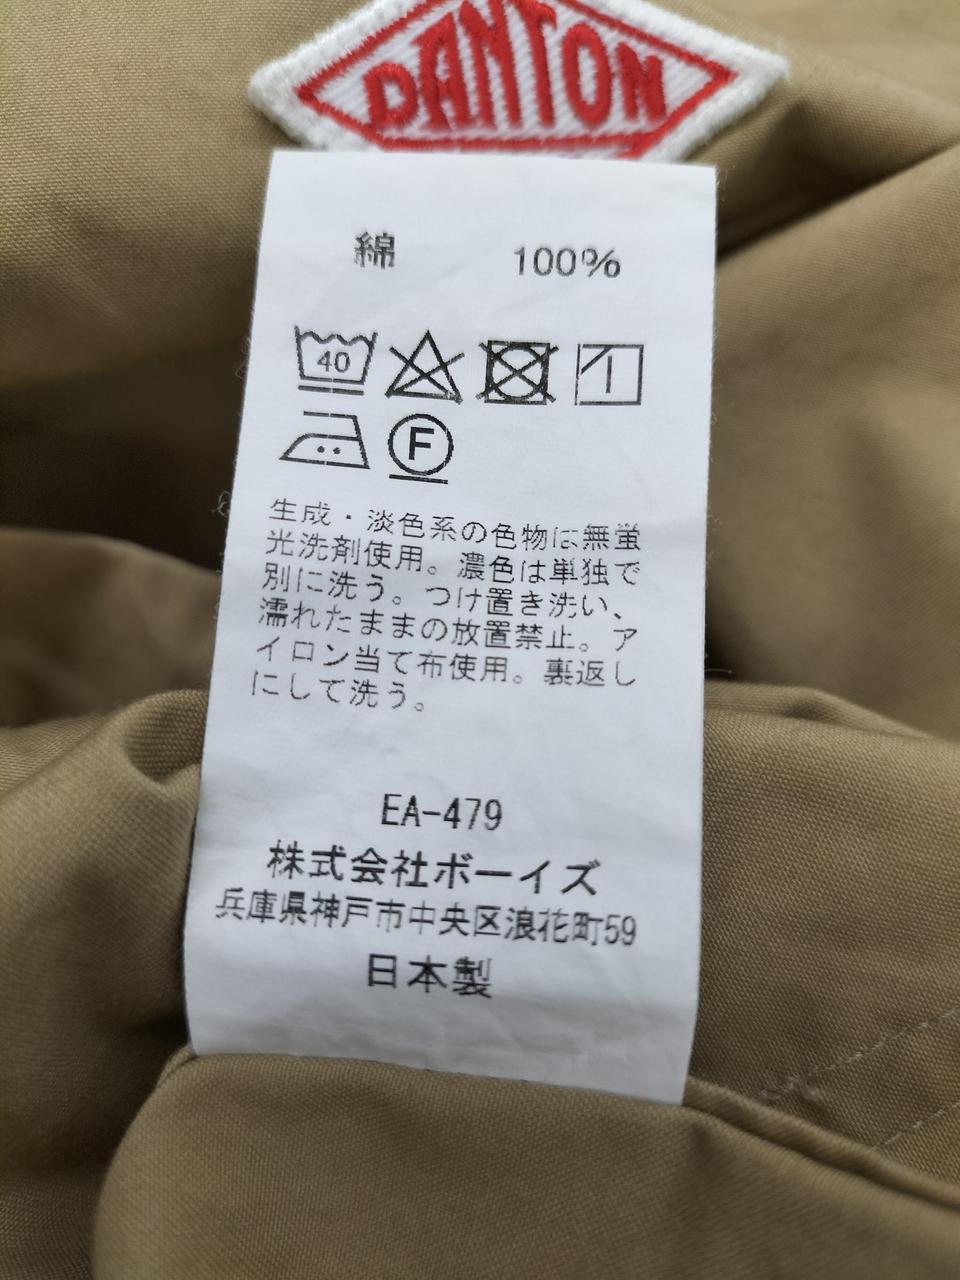 DANTON
綿 100%
40
F
生成・淡色系の色物は無蛍
光洗剤使用。濃色は単独で
別に洗う。つけ置き洗い、
濡れたままの放置禁止。ア
イロン当て布使用。裏返し
にして洗う。
EA-479
株式会社ボーイズ
兵庫県神戸市中央区浪花町59
日本製